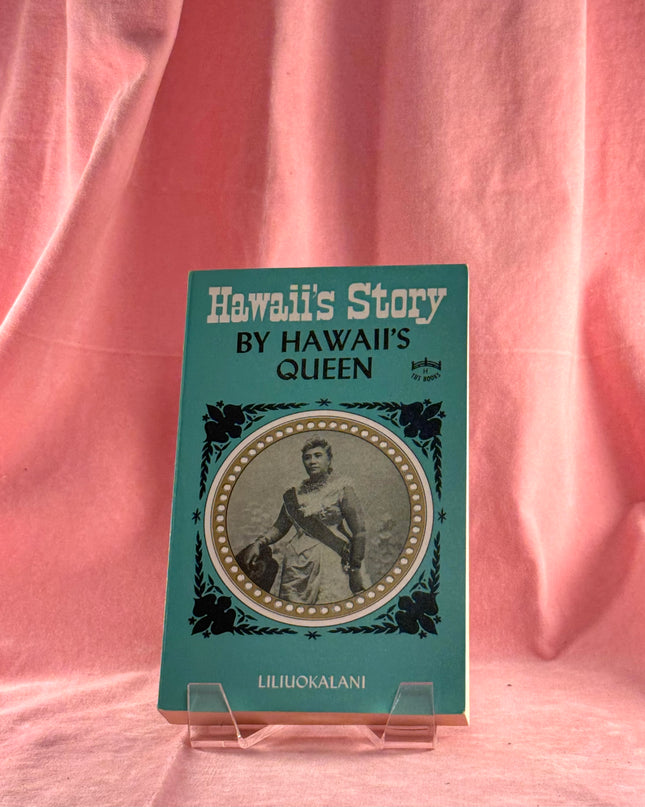 Hawaii's Story
BY HAWAII'S
QUEEN
H
TUT BOOKS
LILIUOKALANI